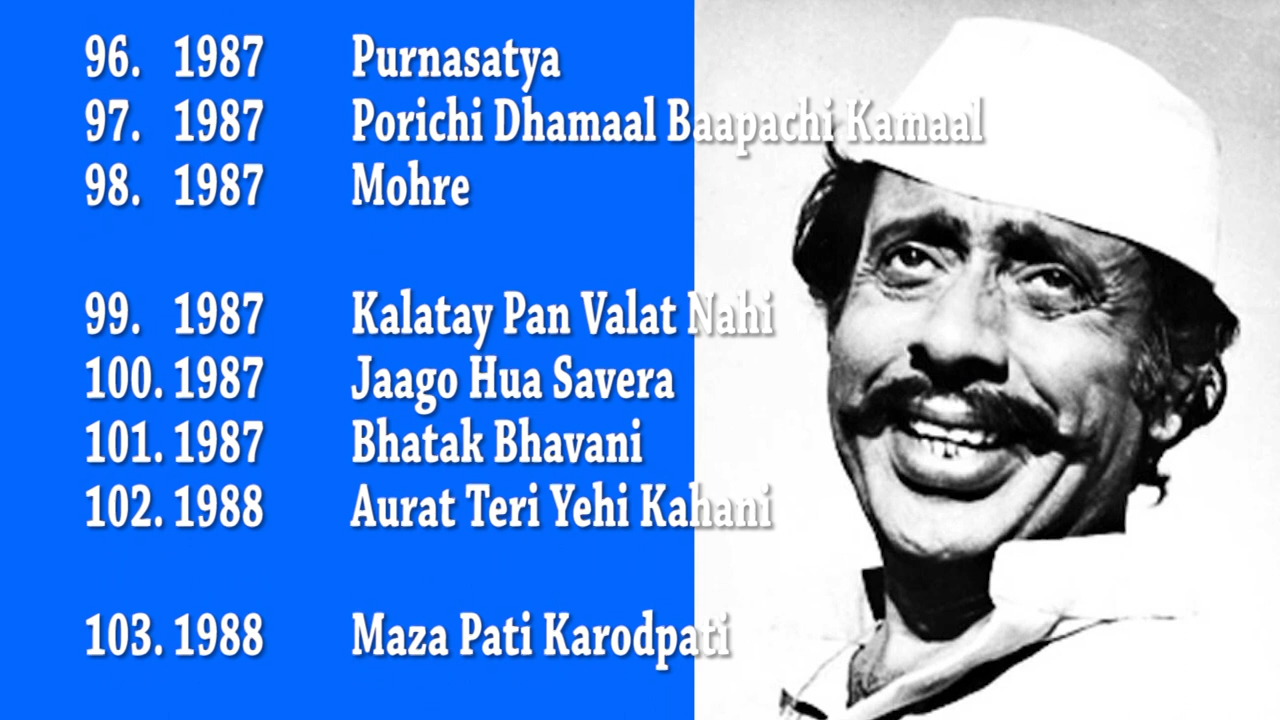 96. 1987 Purnasatya
97. 1987 Porichi Dhamaal Baapachi Kamaal
98. 1987 Mohre
99. 1987 Kalatay Pan Valat Nahi
100. 1987 Jaago Hua Savera
101. 1987 Bhatak Bhavani
102. 1988 Aurat Teri Yehi Kahani
103. 1988 Maza Pati Karodpati